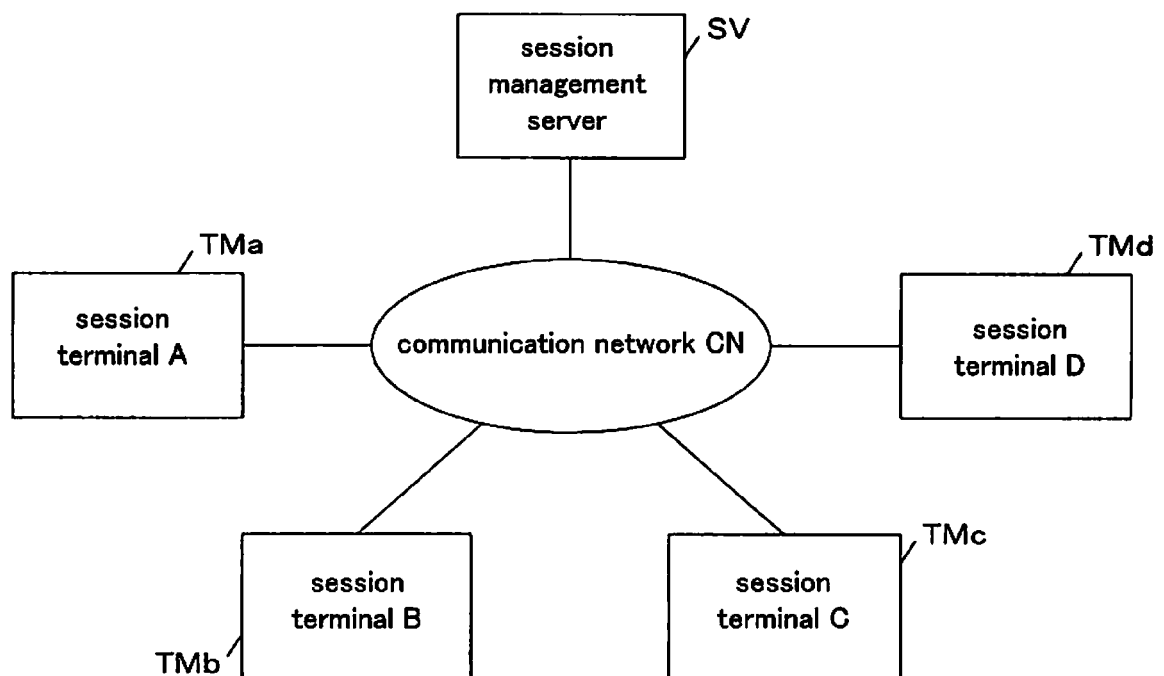 SV
session
management
server
TMa
session
terminal A
communication network CN
TMd
session
terminal D
session
terminal B
TMb
TMc
session
terminal C